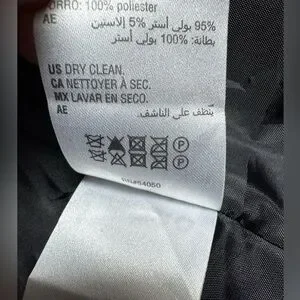 FORRO: 100% poliester
AE
95% بولي أستر 5% إلاستين
بطانة: 100% بولي أستر
US DRY CLEAN.
CA NETTOYER À SEC.
MX LAVAR EN SECO.
AE
ينظف على الناشف.